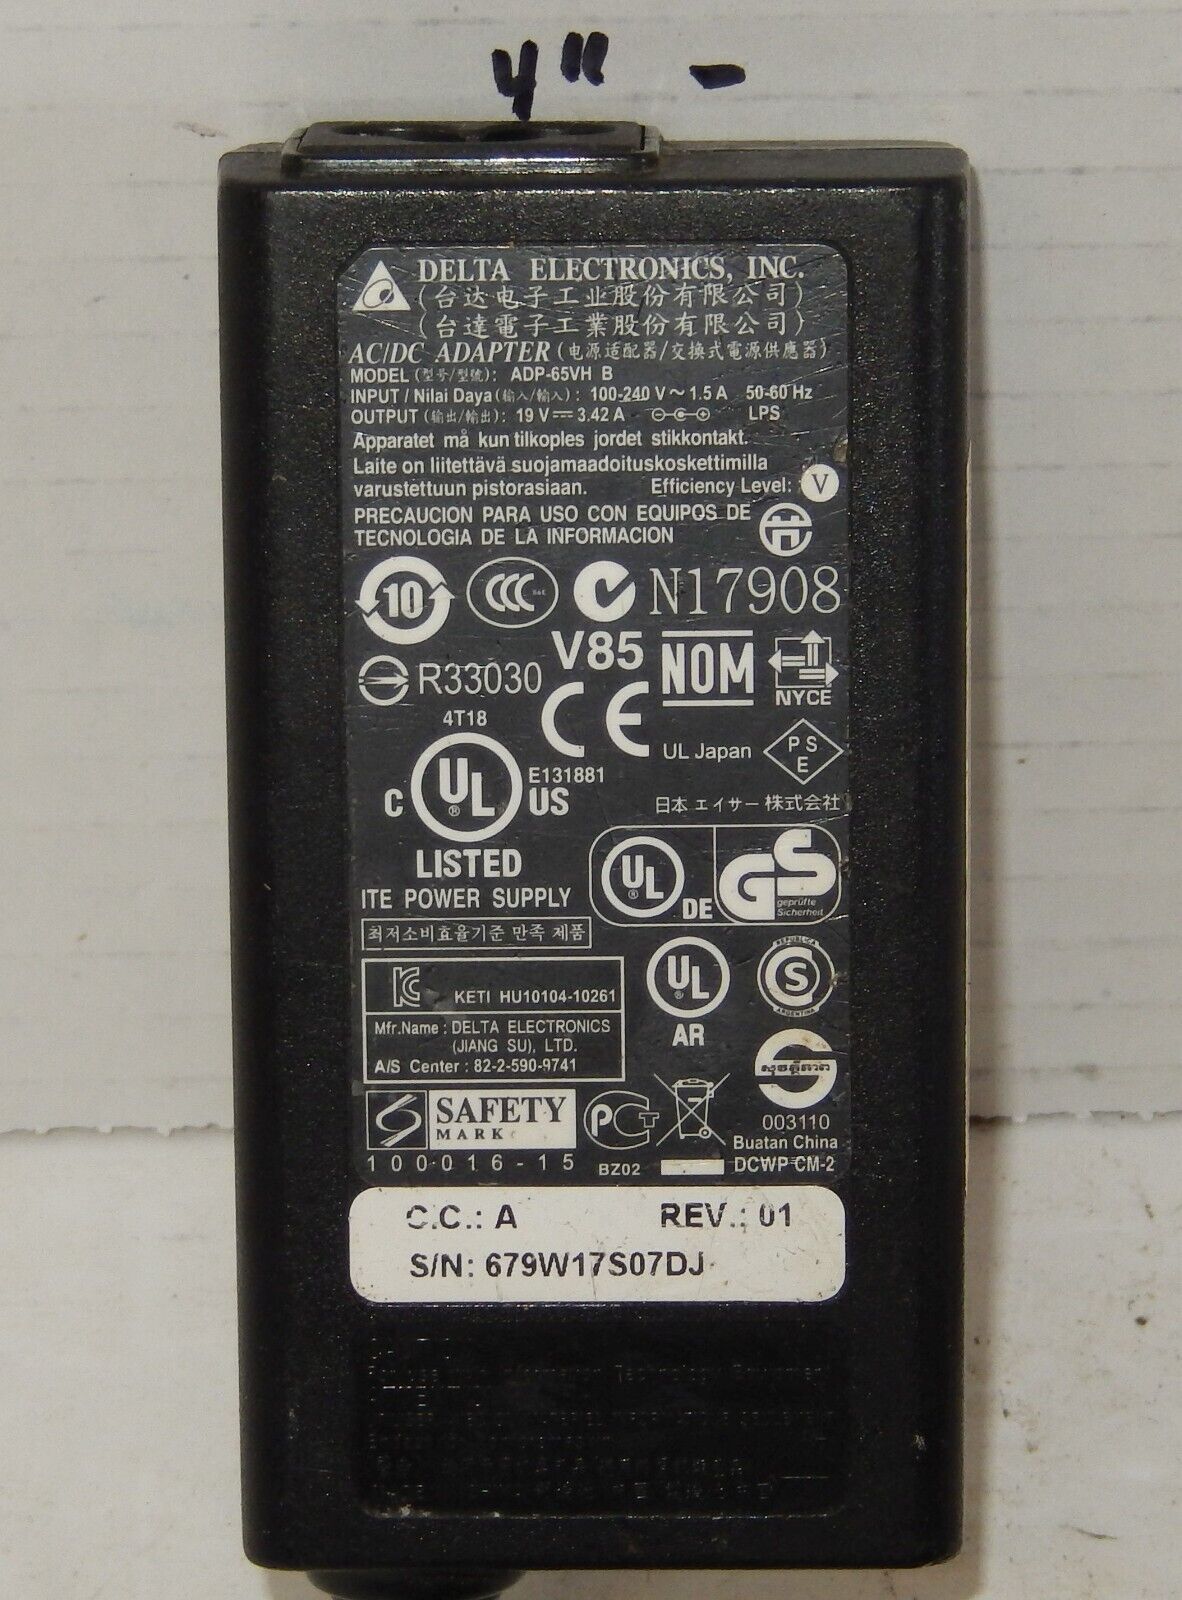 4" -
DELTA ELECTRONICS, INC.
(台达电子工业股份有限公司)
(台達電子工業股份有限公司)
AC/DC ADAPTER (电源适配器/交換式電源供應器)
MODEL (型号/型號): ADP-65VH B
INPUT / Nilai Daya (输入/輸入): 100-240 V~ 1.5 A 50-60 Hz
OUTPUT (输出/輸出): 19 V⎓ 3.42 A LPS
Apparatet må kun tilkoples jordet stikkontakt.
Laite on liitettävä suojamaadoituskoskettimilla
varustettuun pistorasiaan. Efficiency Level: V
PRECAUCION PARA USO CON EQUIPOS DE
TECNOLOGIA DE LA INFORMACION
10 CCC S&E N17908
V85 NOM NYCE
R33030
4T18 CE UL Japan PSE
C UL ® US E131881
日本エイサー株式会社
LISTED
ITE POWER SUPPLY
UL ® DE GS geprüfte Sicherheit
최저소비효율기준 만족 제품
KETI HU10104-10261
Mfr.Name : DELTA ELECTRONICS
(JIANG SU), LTD.
A/S Center : 82-2-590-9741
UL ® AR
REPUBLICA S ARGENTINA
SAFETY
MARK
100016-15
BZ02
003110
Buatan China
DCWP CM-2
C.C.: A REV.: 01
S/N: 679W17S07DJ